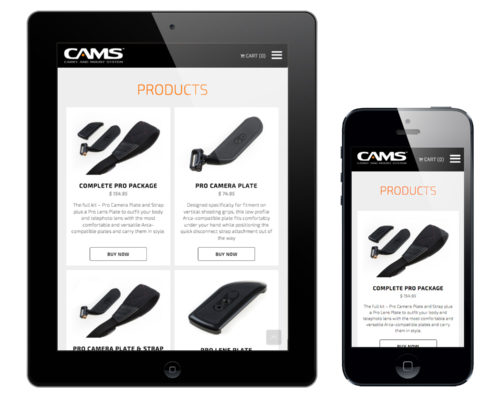 CAMS
CAMERA AND MOUNT SYSTEM
CART (0)
PRODUCTS
COMPLETE PRO PACKAGE
$ 194.95
The full kit – Pro Camera Plate and Strap
plus a Pro Lens Plate to outfit your body and
telephoto lens with the most
comfortable and versatile Arca-
compatible plates and carry them in style.
BUY NOW
PRO CAMERA PLATE
$ 74.95
Designed specifically for fitment on
vertical shooting grips, this low profile
Arca-compatible plate fits comfortably
under your hand while positioning the
quick disconnect strap attachment out of
the way
BUY NOW
PRO CAMERA PLATE & STRAP
PRO LENS PLATE
CAMS
CART (0)
PRODUCTS
COMPLETE PRO PACKAGE
$ 194.95
The full kit – Pro Camera Plate and Strap plus
a Pro Lens Plate to outfit your body and
telephoto lens with the most comfortable and
versatile Arca-compatible plates and carry
them in style.